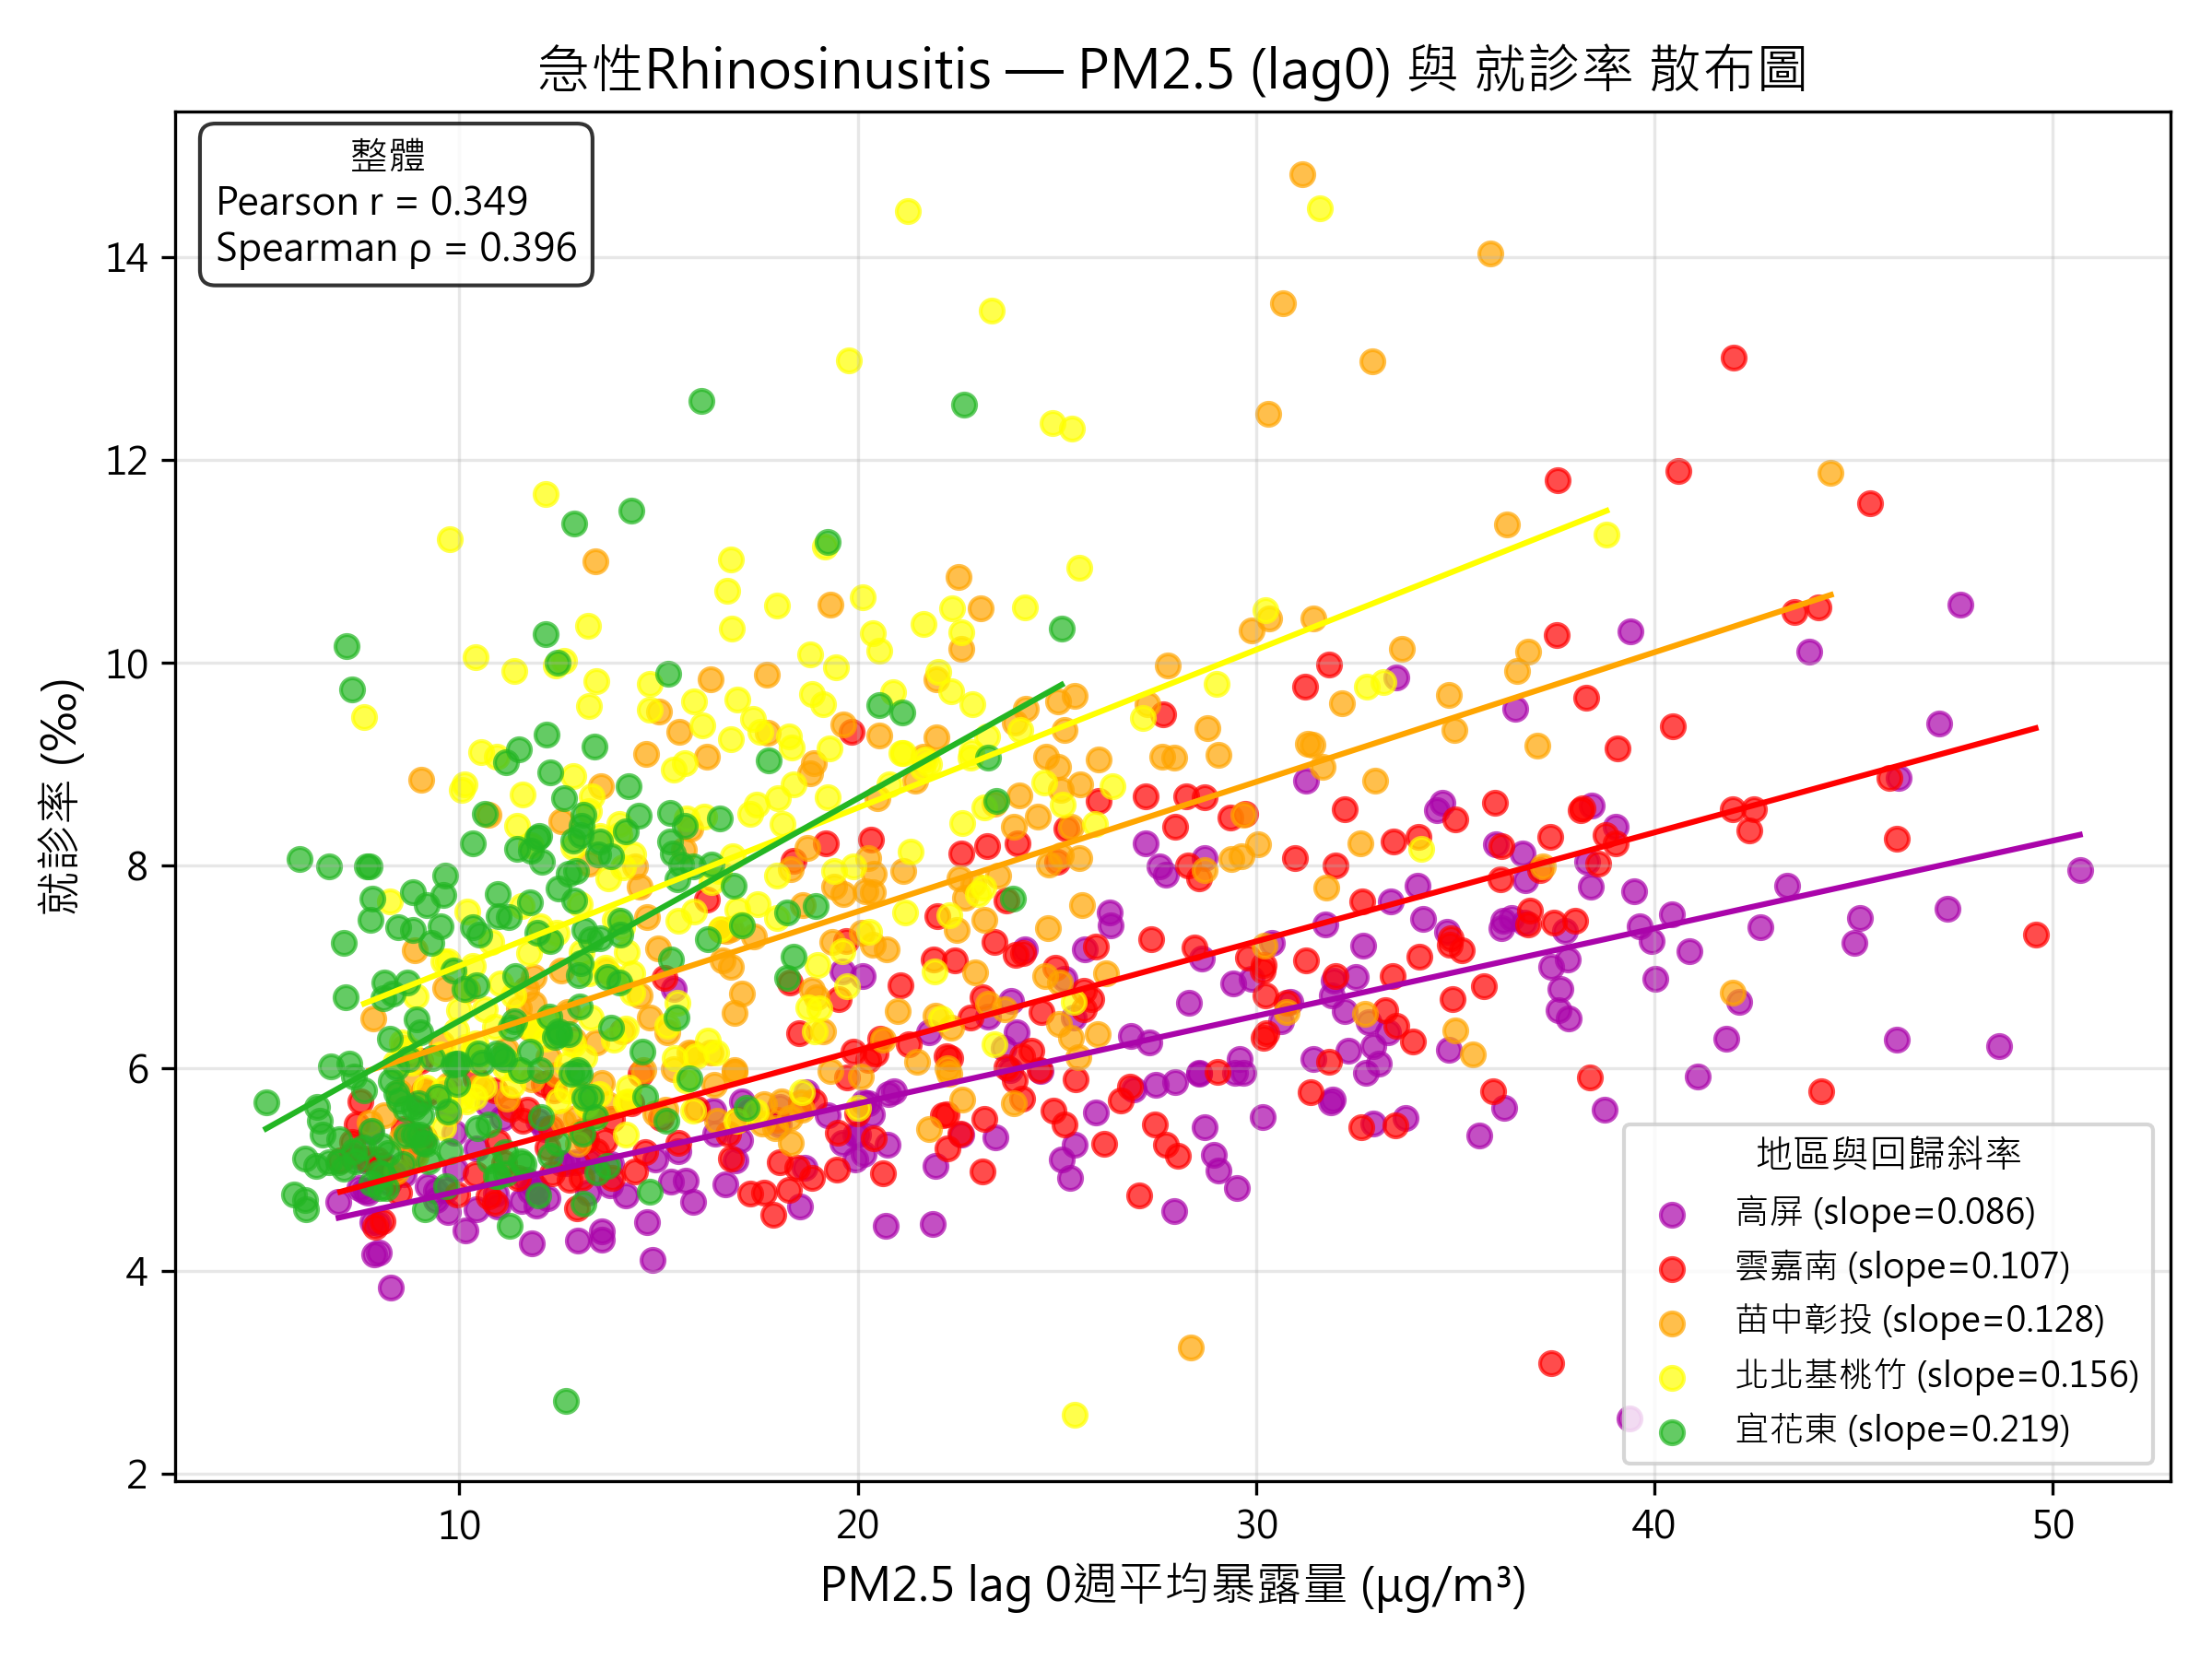 急性Rhinosinusitis — PM2.5 (lag0) 與 就診率 散布圖
整體
Pearson r = 0.349
Spearman ρ = 0.396
就診率 (‰)
14
12
10
8
6
4
2
地區與回歸斜率
高屏 (slope=0.086)
雲嘉南 (slope=0.107)
苗中彰投 (slope=0.128)
北北基桃竹 (slope=0.156)
宜花東 (slope=0.219)
10 20 30 40 50
PM2.5 lag 0週平均暴露量 (μg/m³)